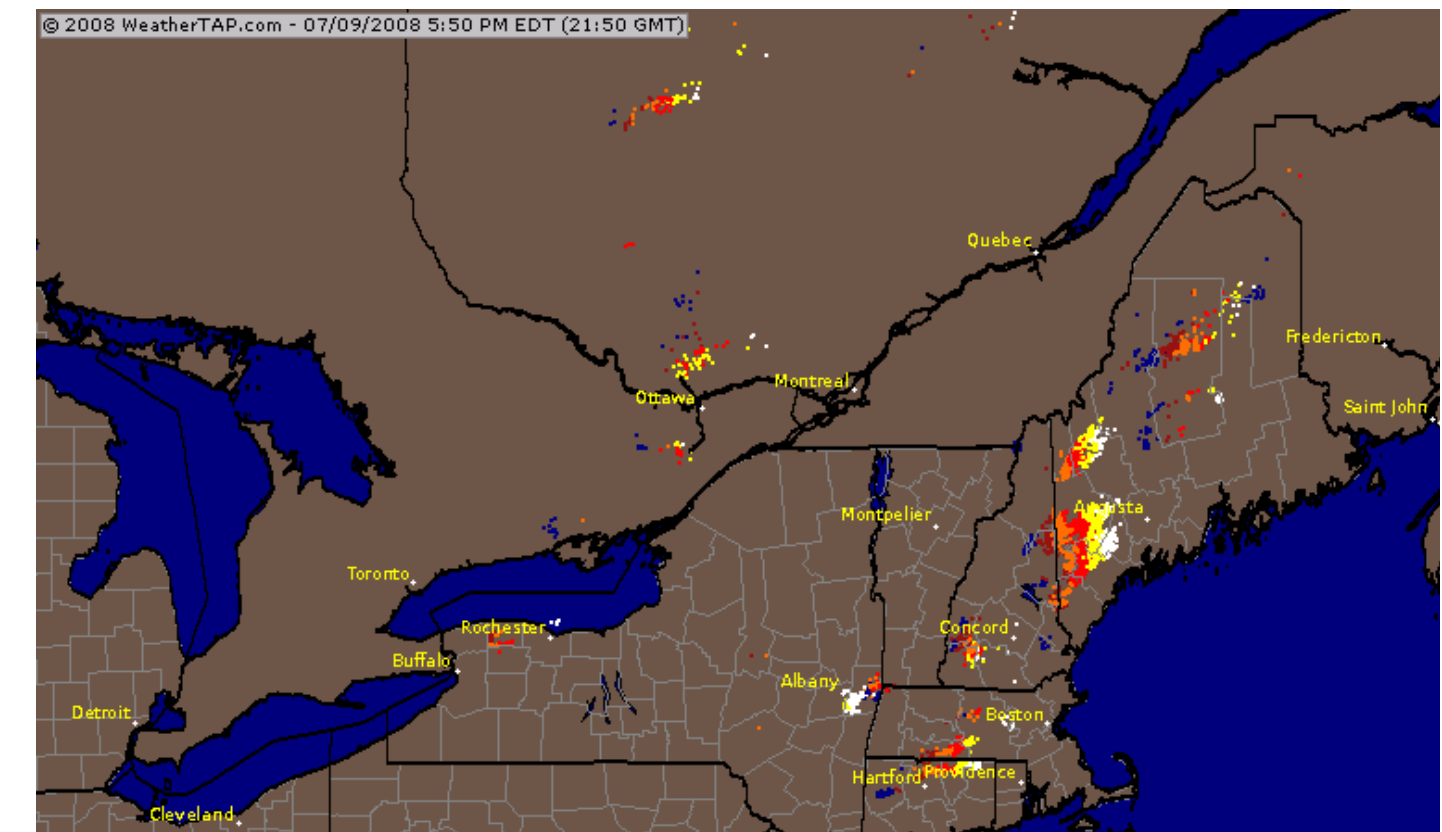 © 2008 WeatherTAP.com - 07/09/2008 5:50 PM EDT (21:50 GMT)
Quebec
Fredericton
Montreal
Ottawa
Saint John
Augusta
Montpelier
Toronto
Rochester
Concord
Buffalo
Albany
Detroit
Boston
Hartford
Providence
Cleveland